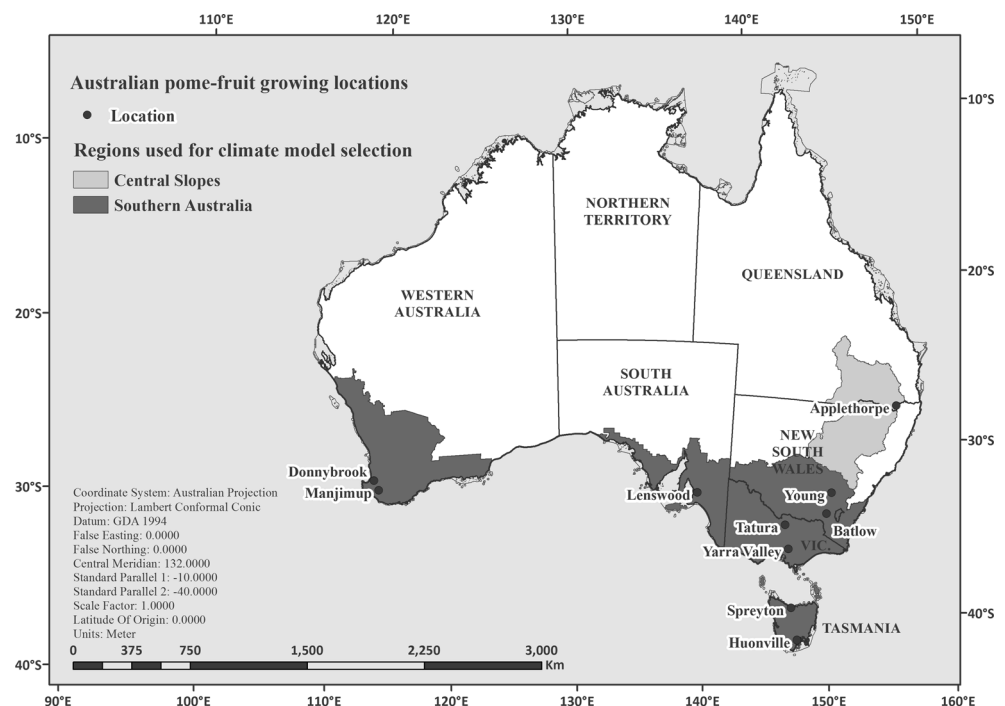 110°E 120°E 130°E 140°E 150°E
Australian pome-fruit growing locations
Location
Regions used for climate model selection
Central Slopes
Southern Australia
10°S
20°S
30°S
40°S
10°S
20°S
30°S
40°S
NORTHERN
TERRITORY
QUEENSLAND
WESTERN
AUSTRALIA
SOUTH
AUSTRALIA
Applethorpe
NEW
SOUTH
WALES
Donnybrook
Manjimup
Lenswood
Young
Batlow
Tatura
VIC.
Yarra Valley
Spreyton
TASMANIA
Huonville
Coordinate System: Australian Projection
Projection: Lambert Conformal Conic
Datum: GDA 1994
False Easting: 0.0000
False Northing: 0.0000
Central Meridian: 132.0000
Standard Parallel 1: -10.0000
Standard Parallel 2: -40.0000
Scale Factor: 1.0000
Latitude Of Origin: 0.0000
Units: Meter
0 375 750 1,500 2,250 3,000
Km
90°E 100°E 110°E 120°E 130°E 140°E 150°E 160°E